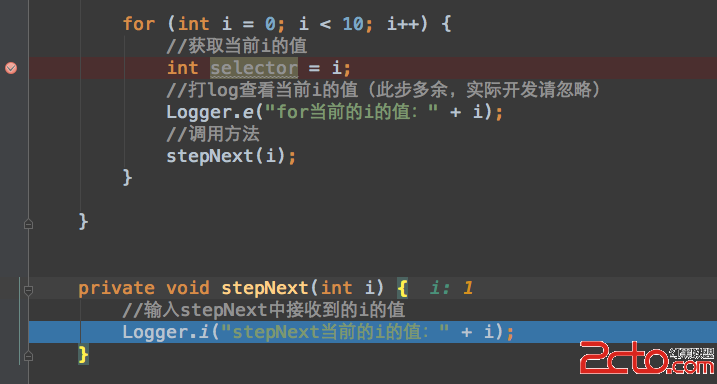 for (int i = 0; i < 10; i++) {
//获取当前i的值
int selector = i;
//打log查看当前i的值（此步多余，实际开发请忽略）
Logger.e("for当前的i的值：" + i);
//调用方法
stepNext(i);
}
}
private void stepNext(int i) {  i: 1
//输入stepNext中接收到的i的值
Logger.i("stepNext当前的i的值：" + i);
}
2cto.com